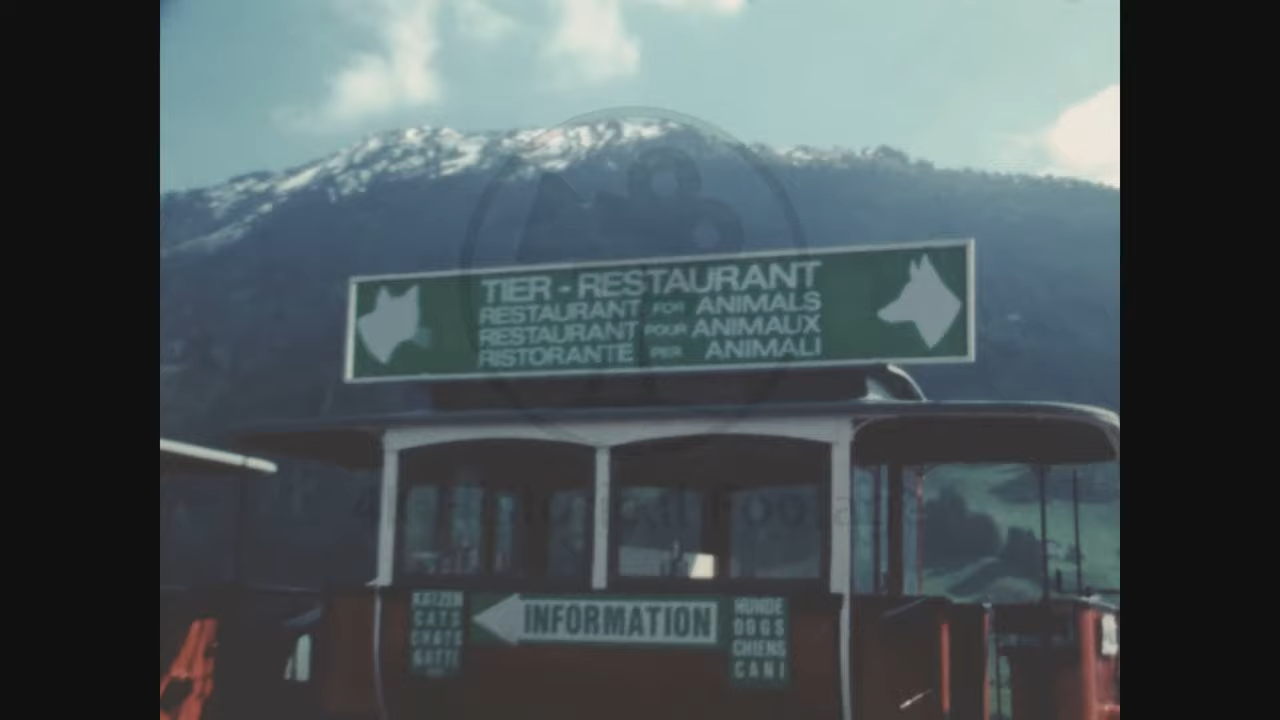 TIER - RESTAURANT
RESTAURANT FOR ANIMALS
RESTAURANT POUR ANIMAUX
RISTORANTE PER ANIMALI
KATZEN
CATS
CHATS
GATTI
INFORMATION
HUNDE
DOGS
CHIENS
CANI